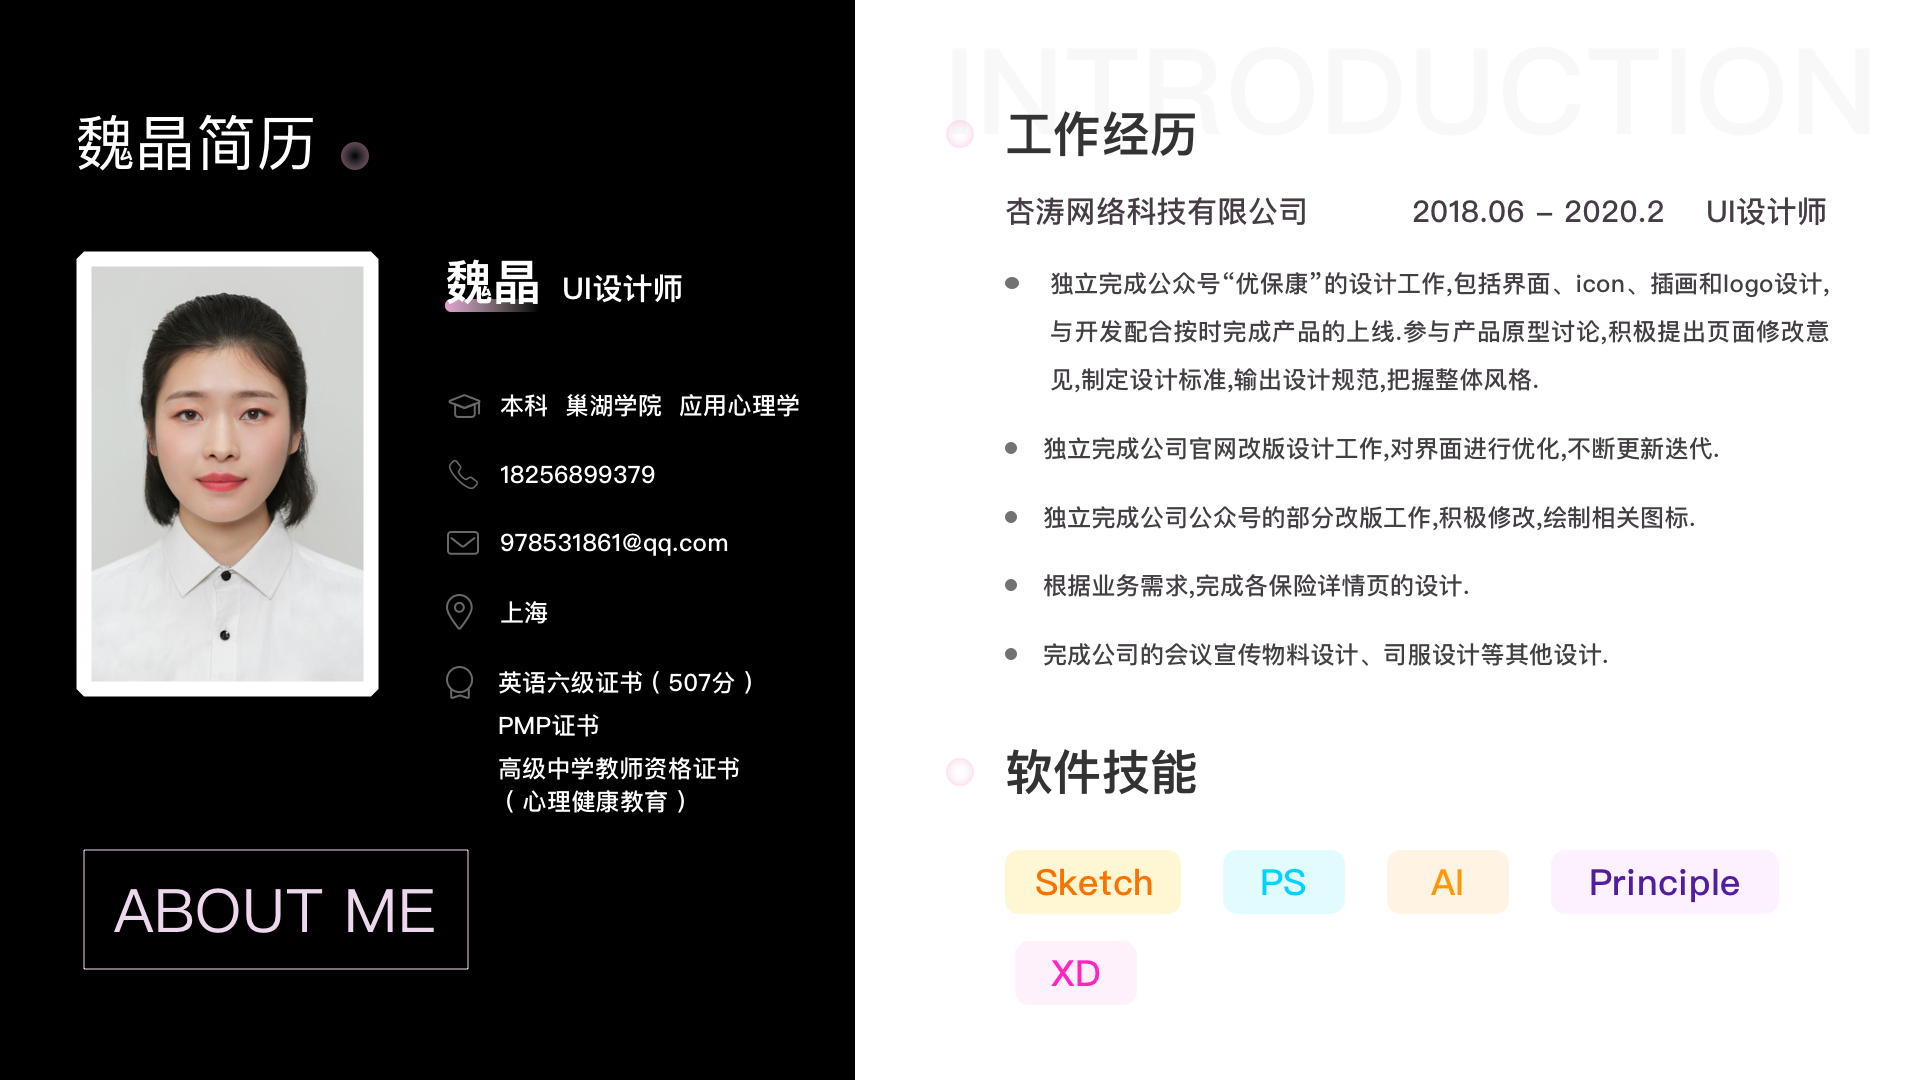 魏晶简历
魏晶 UI设计师
本科 巢湖学院 应用心理学
18256899379
978531861@qq.com
上海
英语六级证书（507分）
PMP证书
高级中学教师资格证书
（心理健康教育）
ABOUT ME
INTRODUCTION
工作经历
杏涛网络科技有限公司 2018.06 – 2020.2 UI设计师
独立完成公众号“优保康”的设计工作,包括界面、icon、插画和logo设计,
与开发配合按时完成产品的上线.参与产品原型讨论,积极提出页面修改意
见,制定设计标准,输出设计规范,把握整体风格.
独立完成公司官网改版设计工作,对界面进行优化,不断更新迭代.
独立完成公司公众号的部分改版工作,积极修改,绘制相关图标.
根据业务需求,完成各保险详情页的设计.
完成公司的会议宣传物料设计、司服设计等其他设计.
软件技能
Sketch PS AI Principle
XD